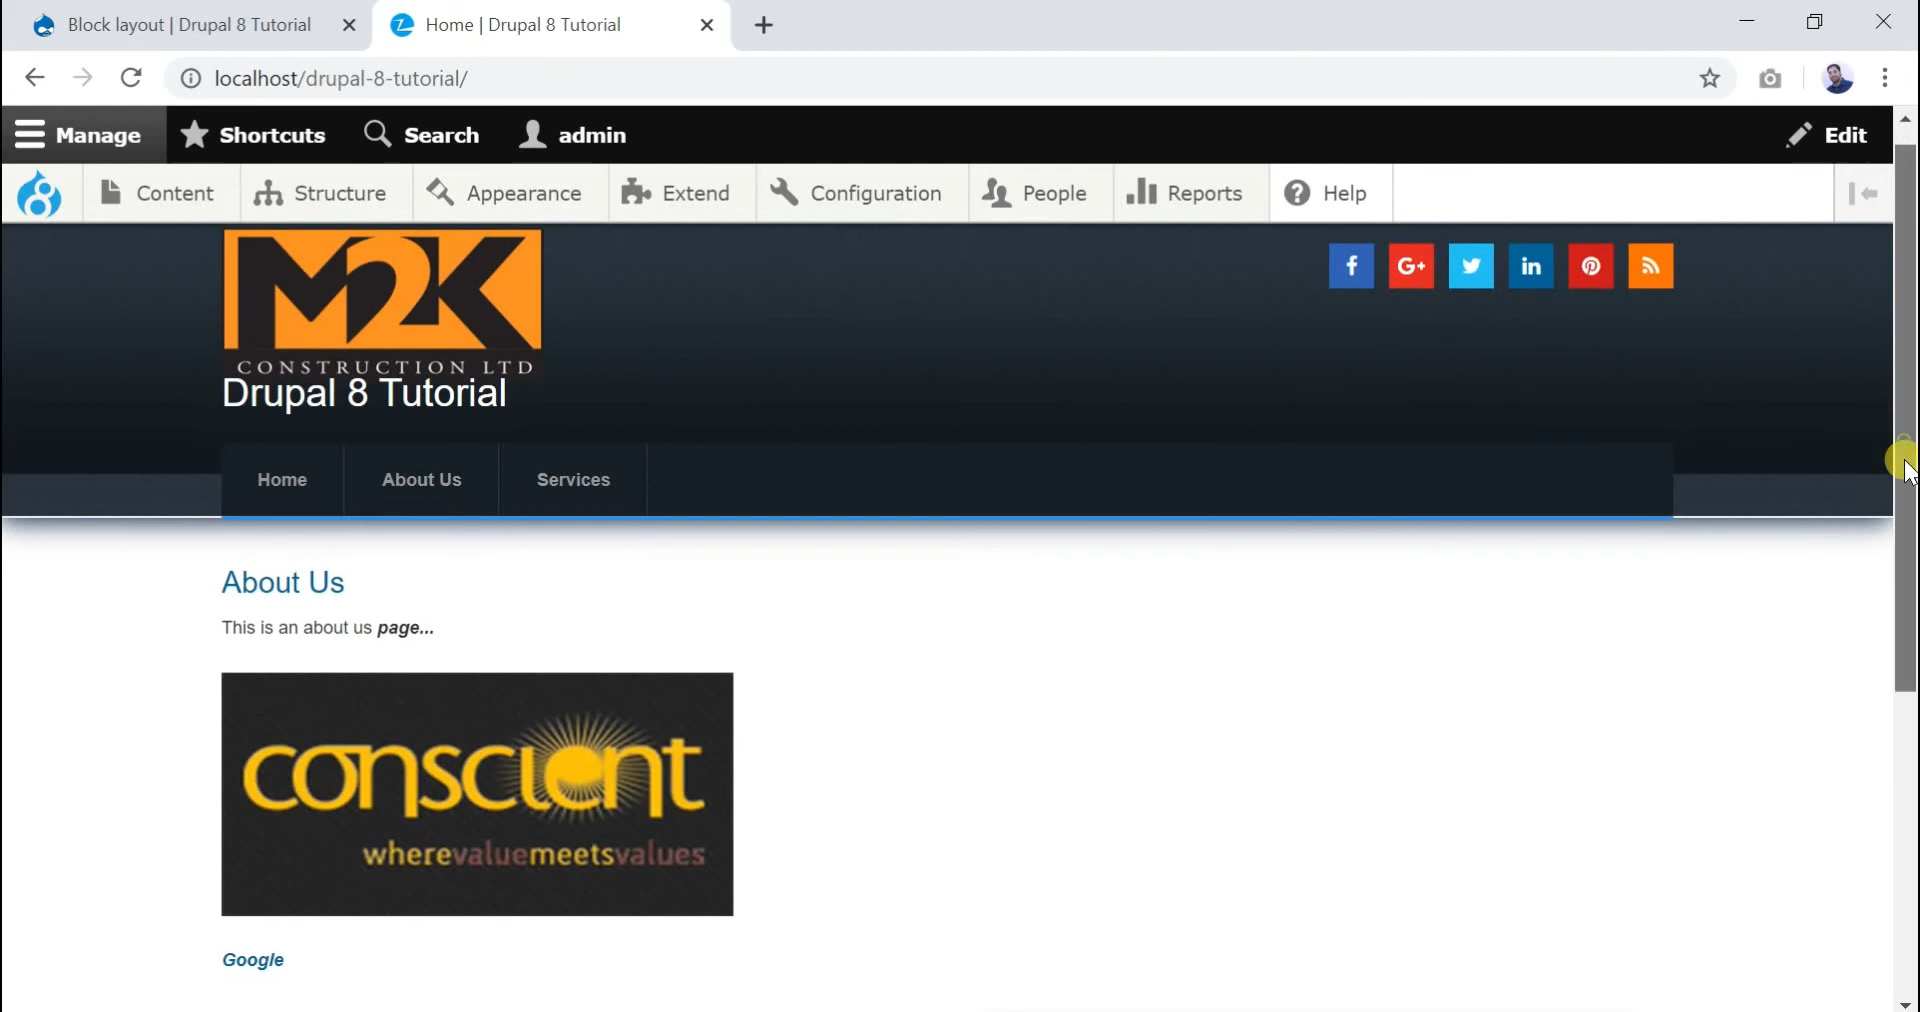 Block layout | Drupal 8 Tutorial
Home | Drupal 8 Tutorial
localhost/drupal-8-tutorial/
Manage Shortcuts Search admin Edit
Content Structure Appearance Extend Configuration People Reports Help
M2K
CONSTRUCTION LTD
Drupal 8 Tutorial
f G+ in
Home About Us Services
About Us
This is an about us page...
conscient
wherevaluemeetsvalues
Google